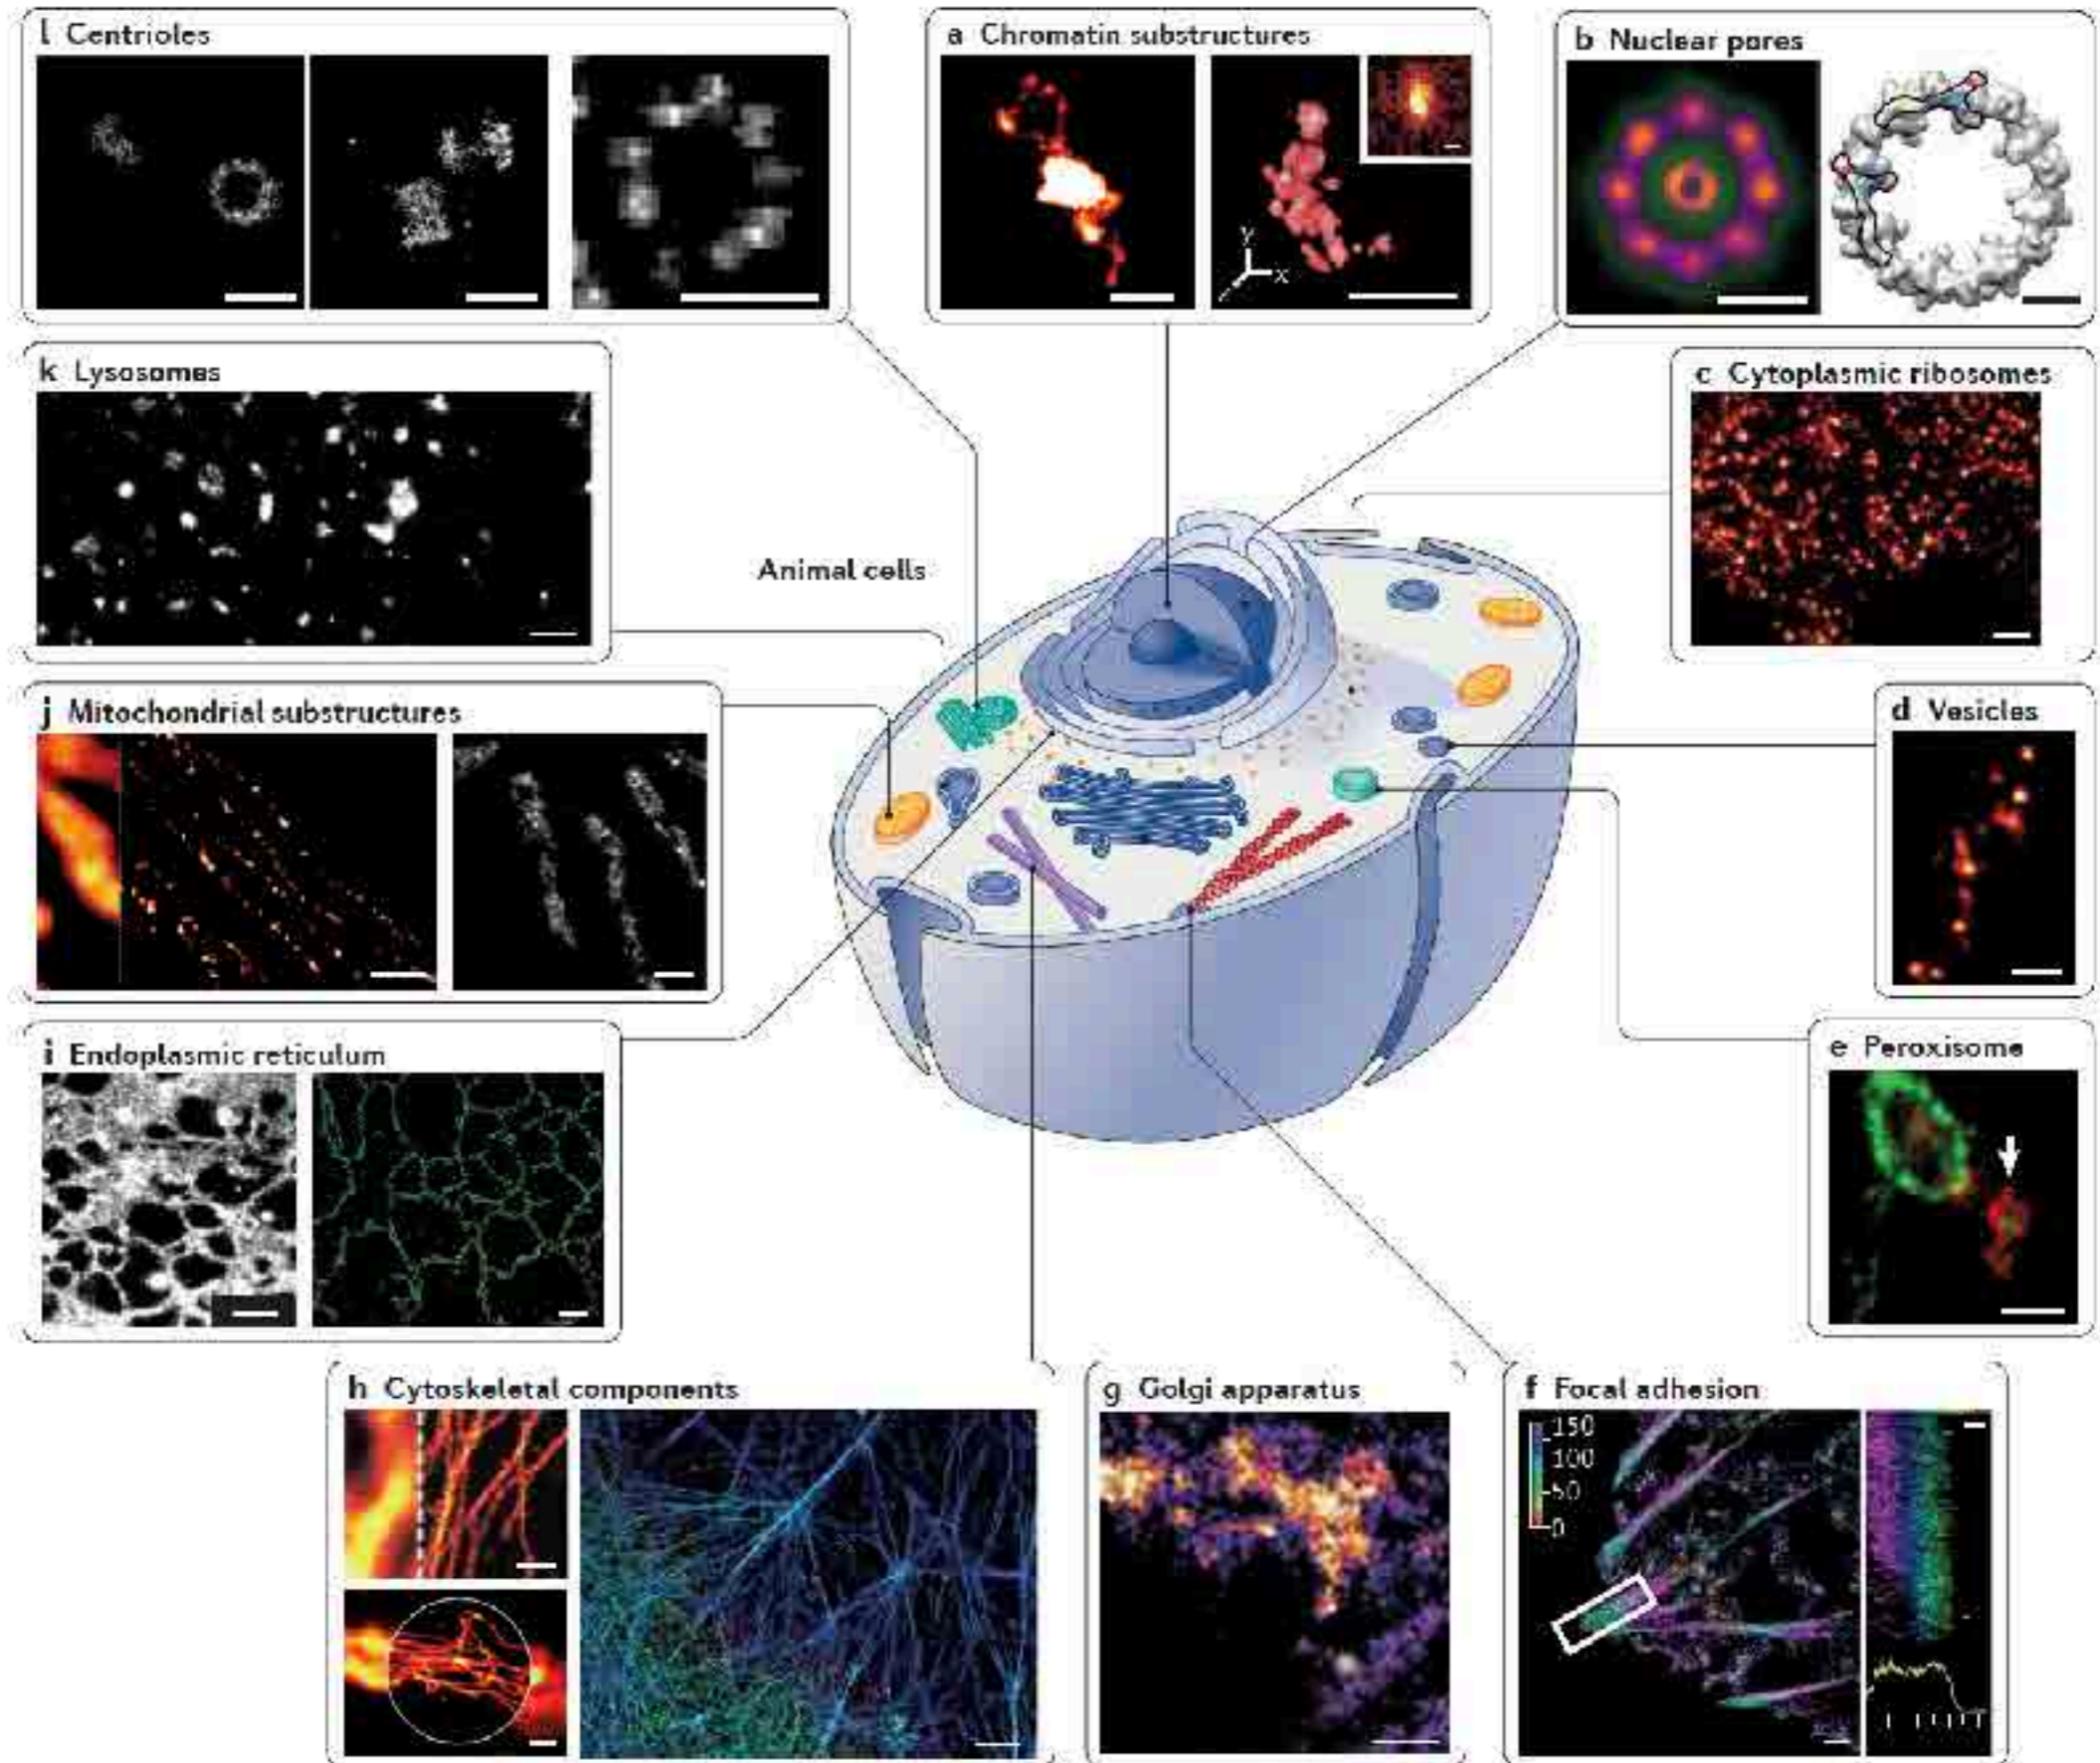 l Centrioles
a Chromatin substructures
b Nuclear pores
Y
X
k Lysosomes
c Cytoplasmic ribosomes
Animal cells
j Mitochondrial substructures
d Vesicles
i Endoplasmic reticulum
e Peroxisome
h Cytoskeletal components
g Golgi apparatus
f Focal adhesion
150
100
50
0